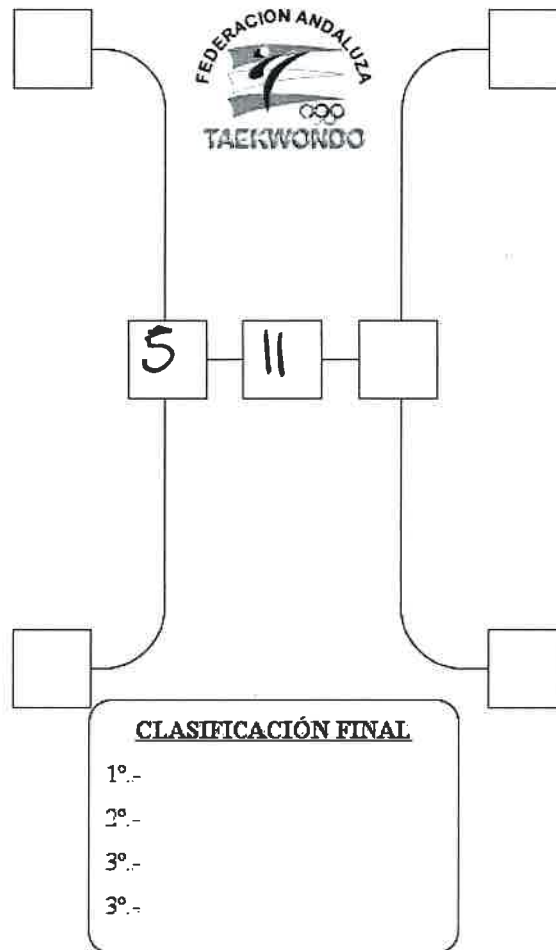 FEDERACION ANDALUZA
TAEKWONDO
5 11
CLASIFICACIÓN FINAL
1º.-
2º.-
3º.-
3º.-